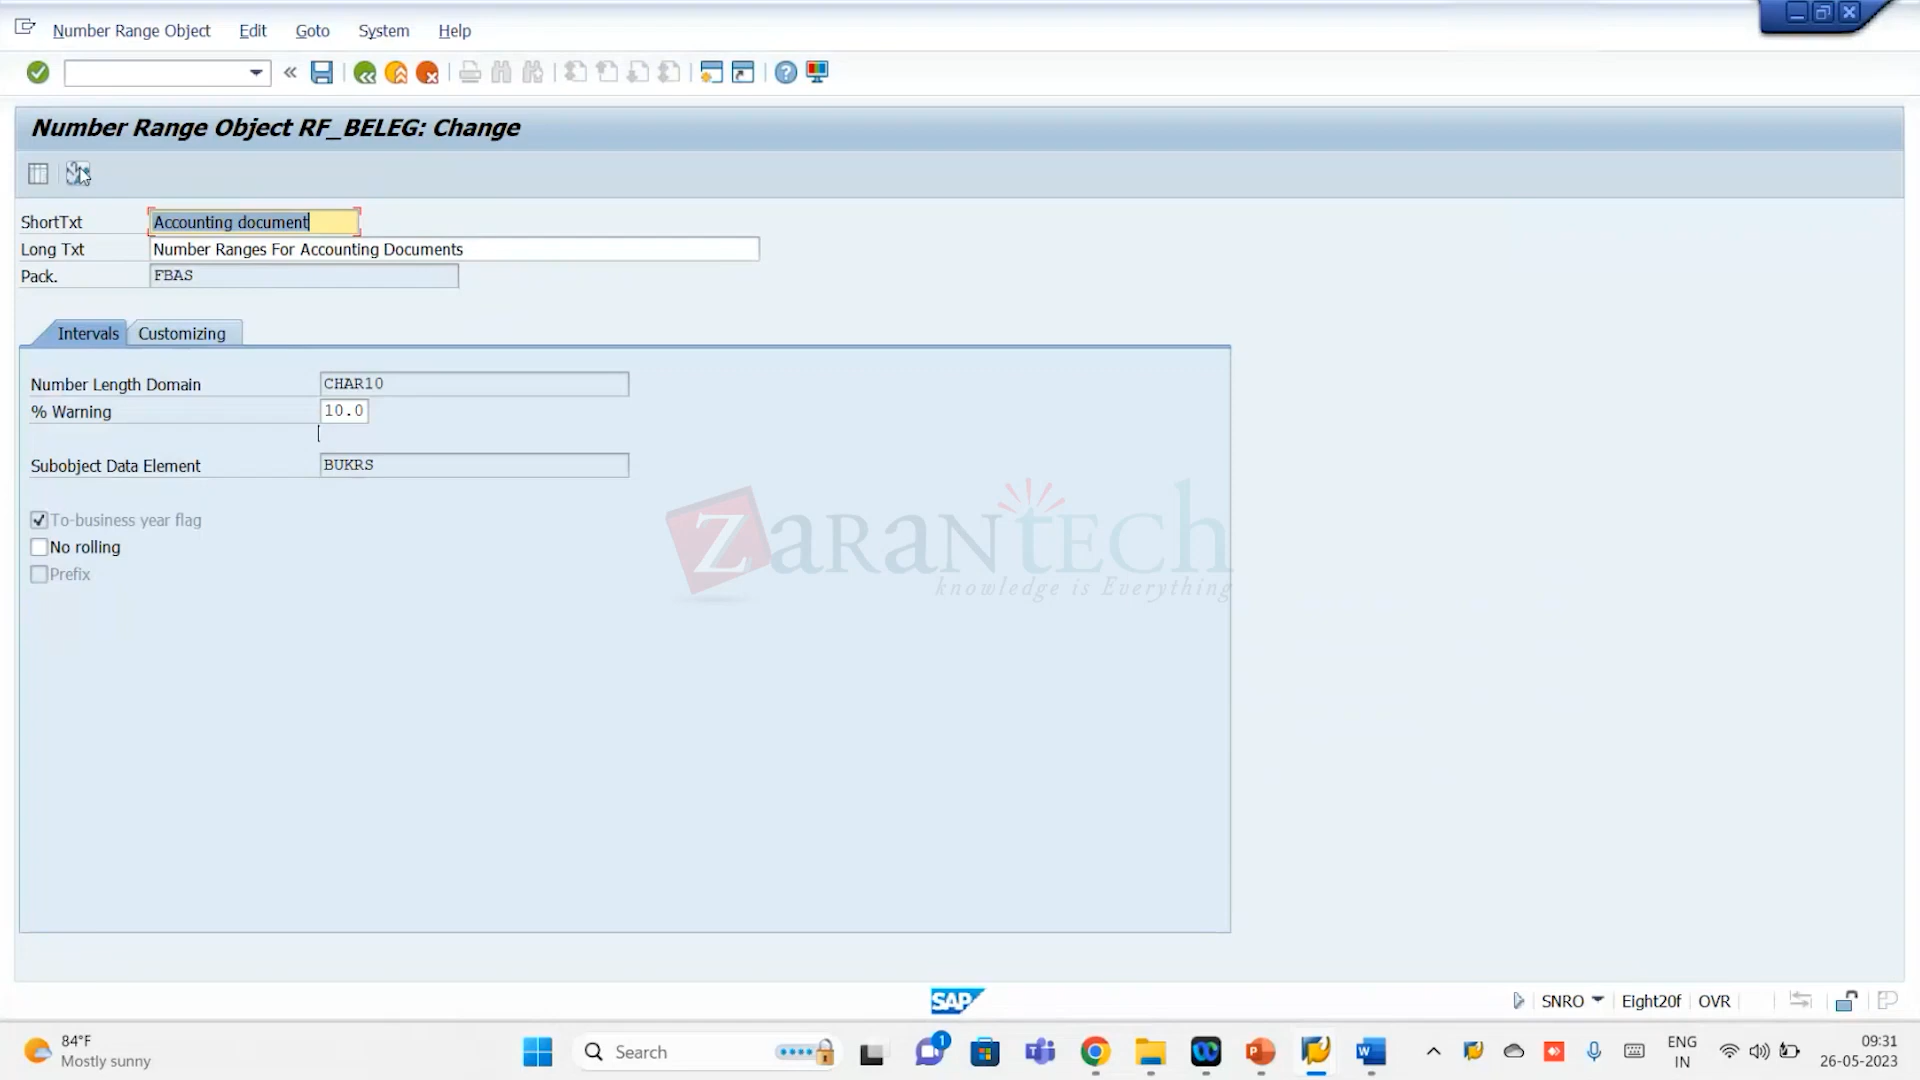 Number Range Object Edit Goto System Help
Number Range Object RF_BELEG: Change
ShortTxt Accounting document
Long Txt Number Ranges For Accounting Documents
Pack. FBAS
Intervals Customizing
Number Length Domain CHAR10
% Warning 10.0
Subobject Data Element BUKRS
To-business year flag
No rolling
Prefix
ZARANTECH
knowledge is Everything
SAP SNRO Eight20f OVR
84°F
Mostly sunny
Search
1
ENG
IN
09:31
26-05-2023